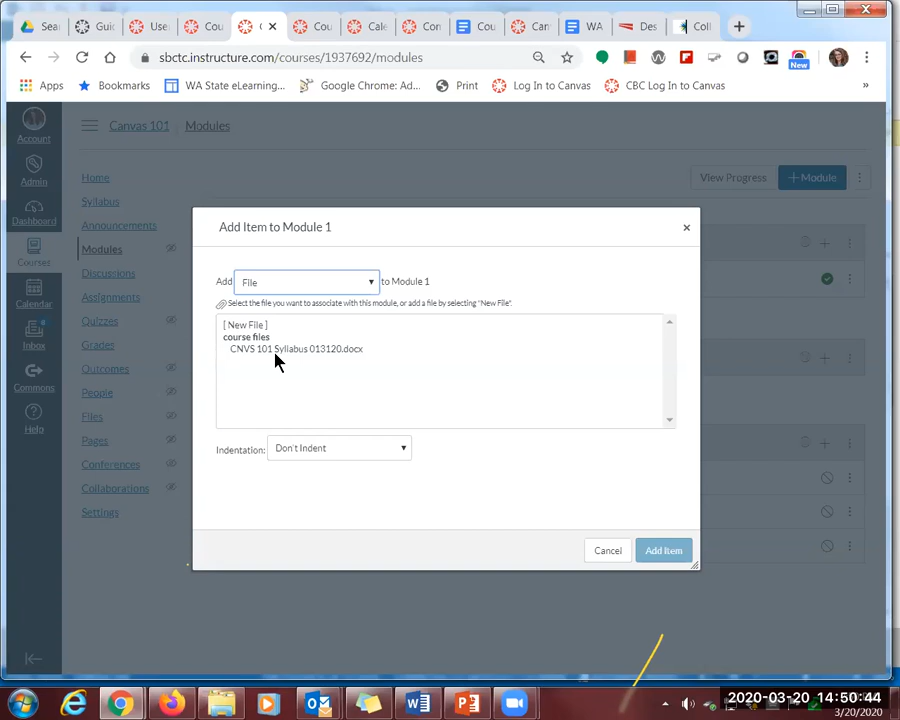 Sear
Guic
Use
Cou
C
Cou
Cale
Con
Cou
Can
WA
Des
Coll
sbctc.instructure.com/courses/1937692/modules
New
Apps
Bookmarks
WA State eLearning...
Google Chrome: Ad...
Print
Log In to Canvas
CBC Log In to Canvas
»
Account
Admin
Dashboard
Courses
Calendar
Inbox
Commons
Help
Canvas 101
Modules
Home
Syllabus
Announcements
Modules
Discussions
Assignments
Quizzes
Grades
Outcomes
People
Files
Pages
Conferences
Collaborations
Settings
View Progress
+ Module
Add Item to Module 1
×
Add File to Module 1
Select the file you want to associate with this module, or add a file by selecting "New File".
[ New File ]
course files
CNVS 101 Syllabus 013120.docx
Indentation: Don't Indent
Cancel
Add Item
2020-03-20 14:50:44
3/20/2020